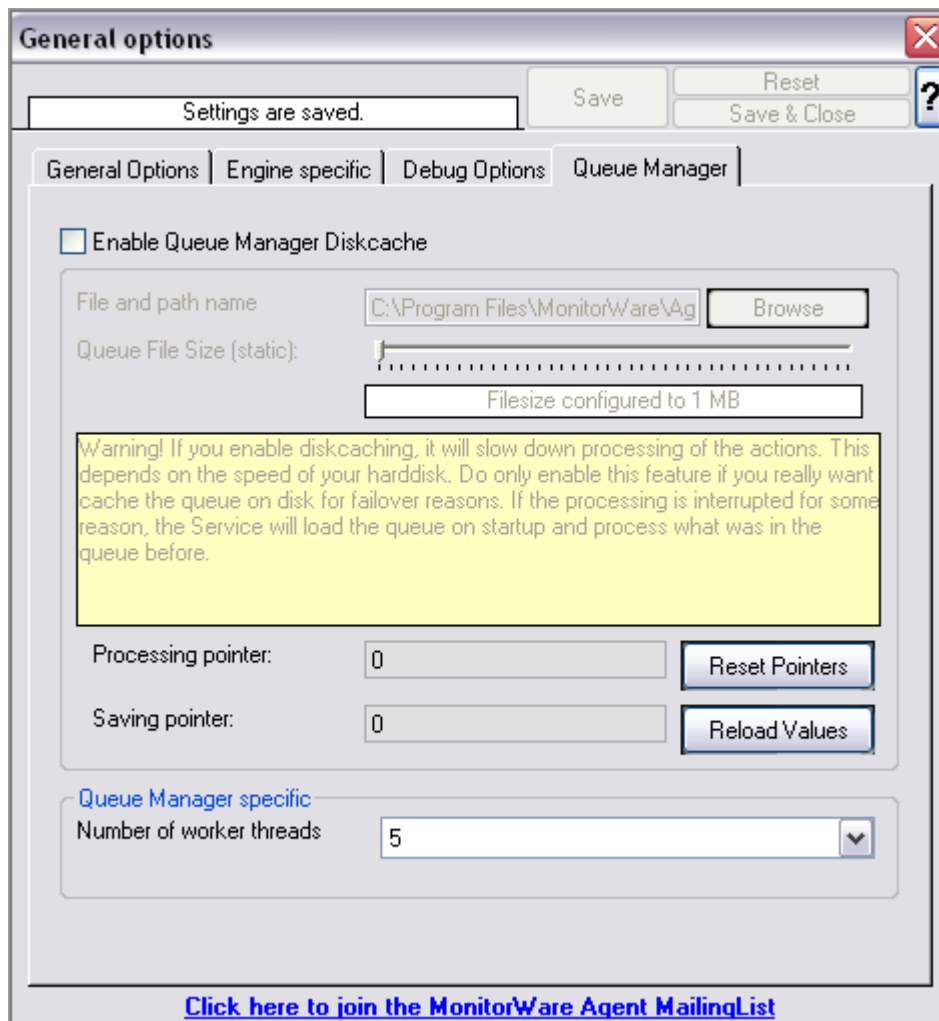 General options
Settings are saved.
Save
Reset
Save & Close
?
General Options
Engine specific
Debug Options
Queue Manager
Enable Queue Manager Diskcache
File and path name
C:\Program Files\MonitorWare\Ag
Browse
Queue File Size (static):
Filesize configured to 1 MB
Warning! If you enable diskcaching, it will slow down processing of the actions. This
depends on the speed of your harddisk. Do only enable this feature if you really want
cache the queue on disk for failover reasons. If the processing is interrupted for some
reason, the Service will load the queue on startup and process what was in the
queue before.
Processing pointer:
0
Reset Pointers
Saving pointer:
0
Reload Values
Queue Manager specific
Number of worker threads
5
Click here to join the MonitorWare Agent MailingList